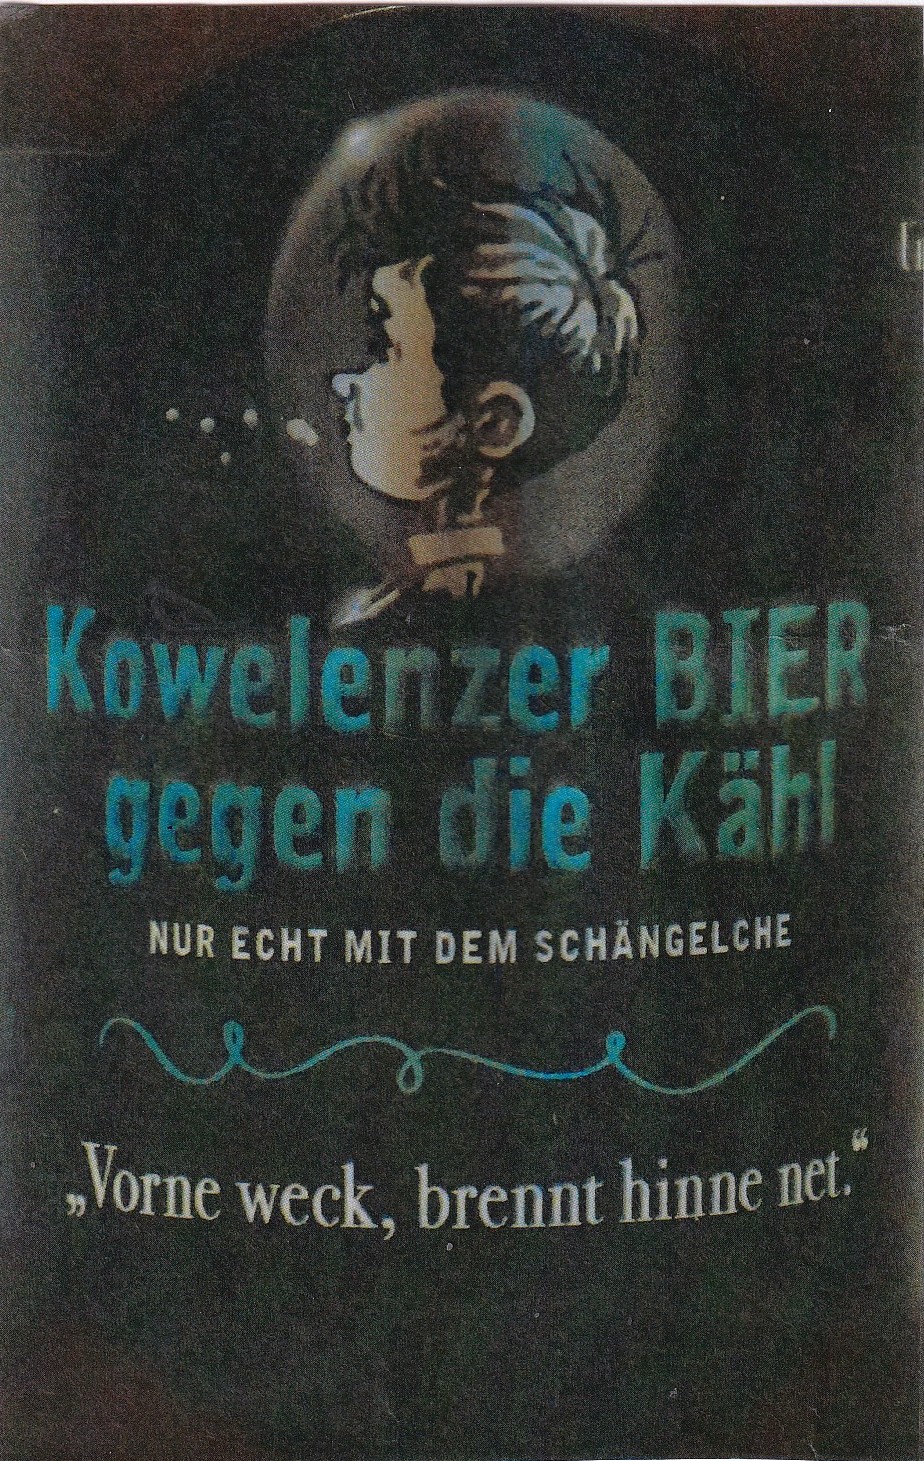 Kowelenzer BIER
gegen die Kähl
NUR ECHT MIT DEM SCHÄNGELCHE
„Vorne weck, brennt hinne net.“